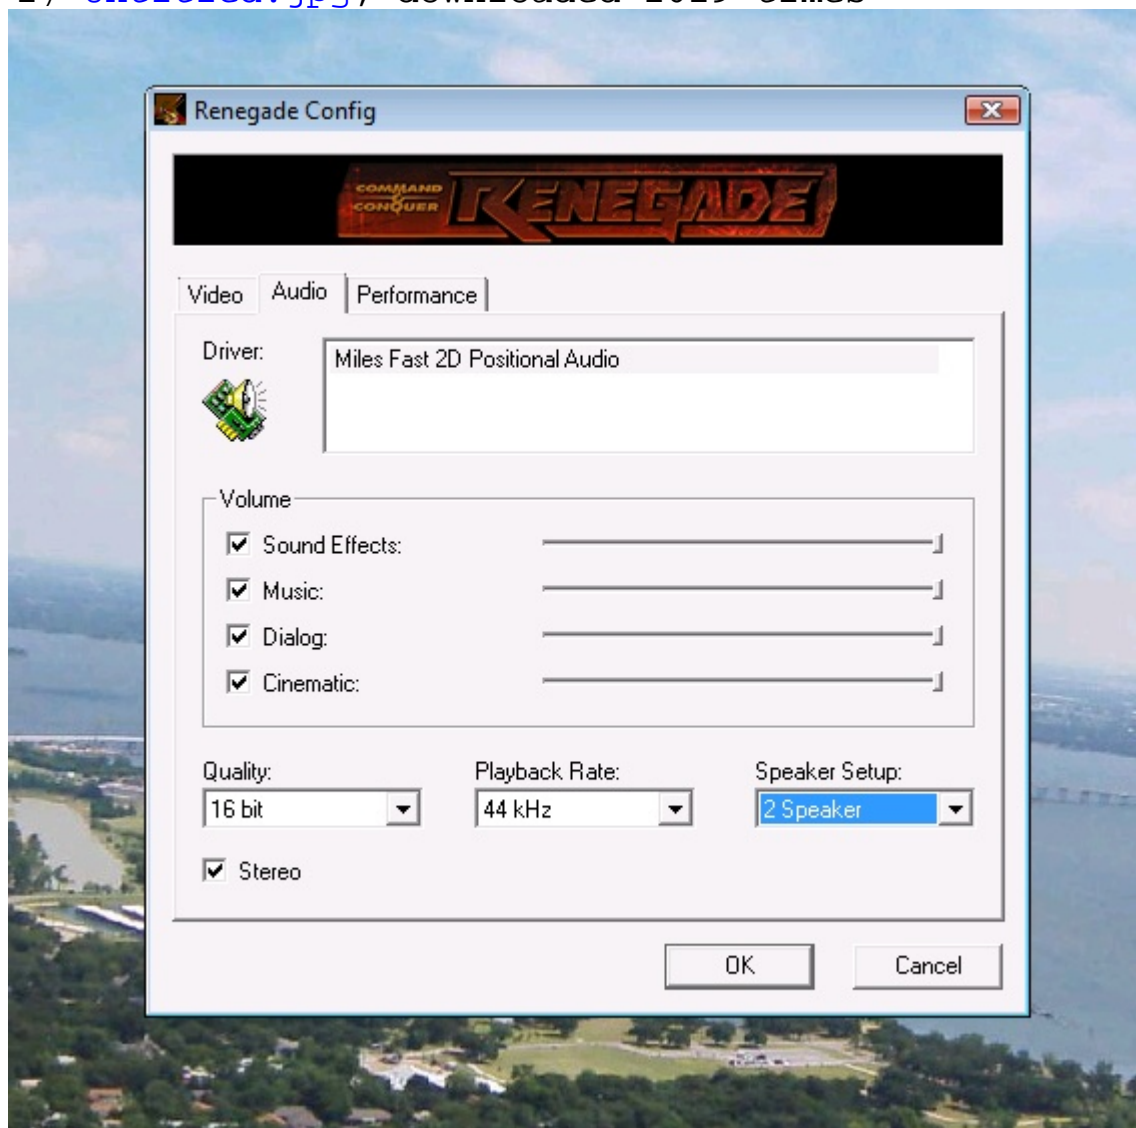 Renegade Config
COMMAND & CONQUER RENEGADE
Video Audio Performance
Driver:
Miles Fast 2D Positional Audio
Volume
Sound Effects:
Music:
Dialog:
Cinematic:
Quality: Playback Rate: Speaker Setup:
16 bit 44 kHz 2 Speaker
Stereo
OK Cancel